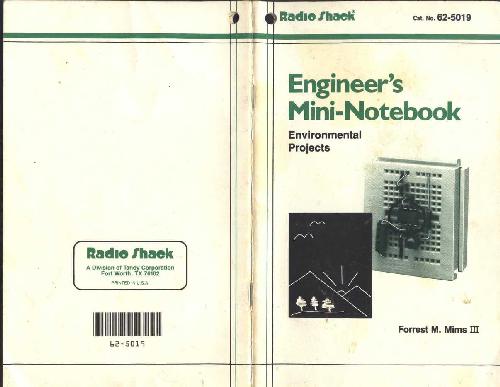 Radio Shack
A Division of Tandy Corporation
Fort Worth, TX 76102
PRINTED IN U.S.A.
62-5019
Radio Shack
Cat. No. 62-5019
Engineer's
Mini-Notebook
Environmental
Projects
Forrest M. Mims III